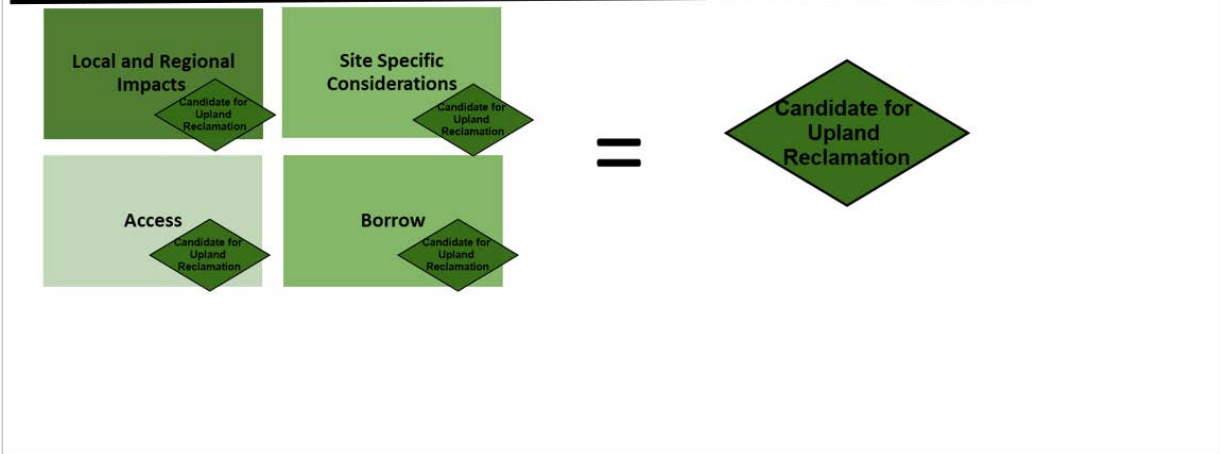 Local and Regional
Impacts
Candidate for
Upland
Reclamation
Site Specific
Considerations
Candidate for
Upland
Reclamation
Access
Candidate for
Upland
Reclamation
Borrow
Candidate for
Upland
Reclamation
=
Candidate for
Upland
Reclamation